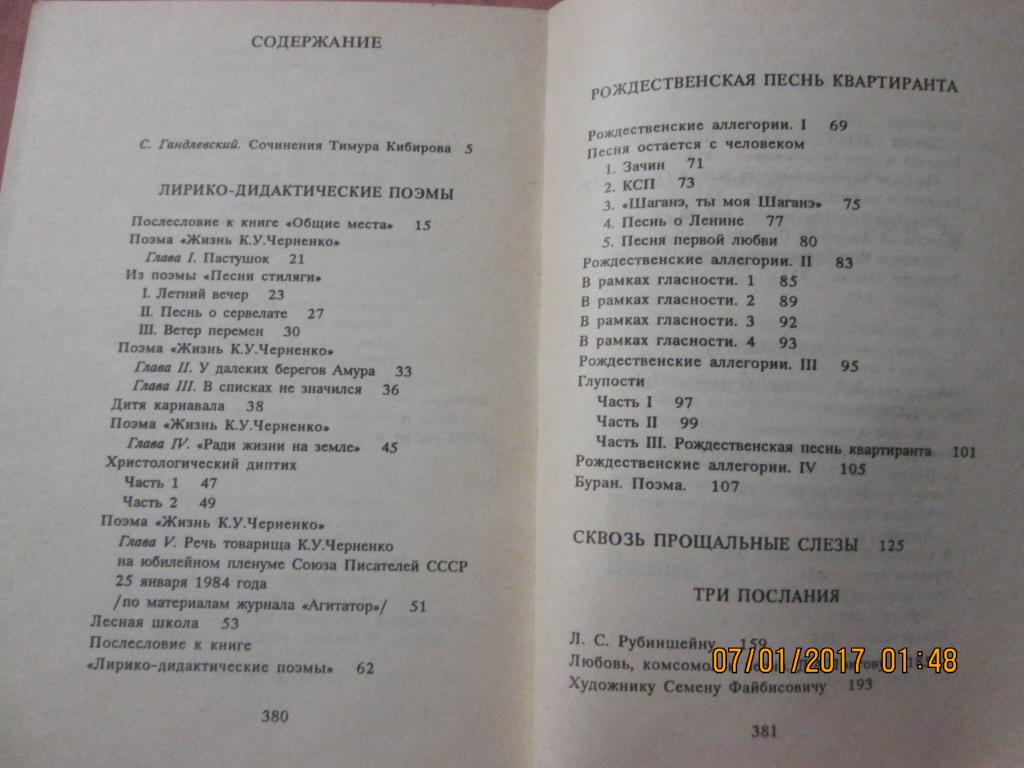 СОДЕРЖАНИЕ
С. Гандлевский. Сочинения Тимура Кибирова 5
ЛИРИКО-ДИДАКТИЧЕСКИЕ ПОЭМЫ
Послесловие к книге «Общие места» 15
Поэма «Жизнь К.У.Черненко»
Глава I. Пастушок 21
Из поэмы «Песни стиляги»
I. Летний вечер 23
II. Песнь о сервелате 27
III. Ветер перемен 30
Поэма «Жизнь К.У.Черненко»
Глава II. У далеких берегов Амура 33
Глава III. В списках не значился 36
Дитя карнавала 38
Поэма «Жизнь К.У.Черненко»
Глава IV. «Ради жизни на земле» 45
Христологический диптих
Часть 1 47
Часть 2 49
Поэма «Жизнь К.У.Черненко»
Глава V. Речь товарища К.У.Черненко
на юбилейном пленуме Союза Писателей СССР
25 января 1984 года
/по материалам журнала «Агитатор»/ 51
Лесная школа 53
Послесловие к книге
«Лирико-дидактические поэмы» 62
380
РОЖДЕСТВЕНСКАЯ ПЕСНЬ КВАРТИРАНТА
Рождественские аллегории. I 69
Песня остается с человеком
1. Зачин 71
2. КСП 73
3. «Шаганэ, ты моя Шаганэ» 75
4. Песнь о Ленине 77
5. Песня первой любви 80
Рождественские аллегории. II 83
В рамках гласности. 1 85
В рамках гласности. 2 89
В рамках гласности. 3 92
В рамках гласности. 4 93
Рождественские аллегории. III 95
Глупости
Часть I 97
Часть II 99
Часть III. Рождественская песнь квартиранта 101
Рождественские аллегории. IV 105
Буран. Поэма. 107
СКВОЗЬ ПРОЩАЛЬНЫЕ СЛЕЗЫ 125
ТРИ ПОСЛАНИЯ
Л. С. Рубиншейну 159
Любовь, комсомол
Художнику Семену Файбисовичу 193
07/01/2017 01:48
381